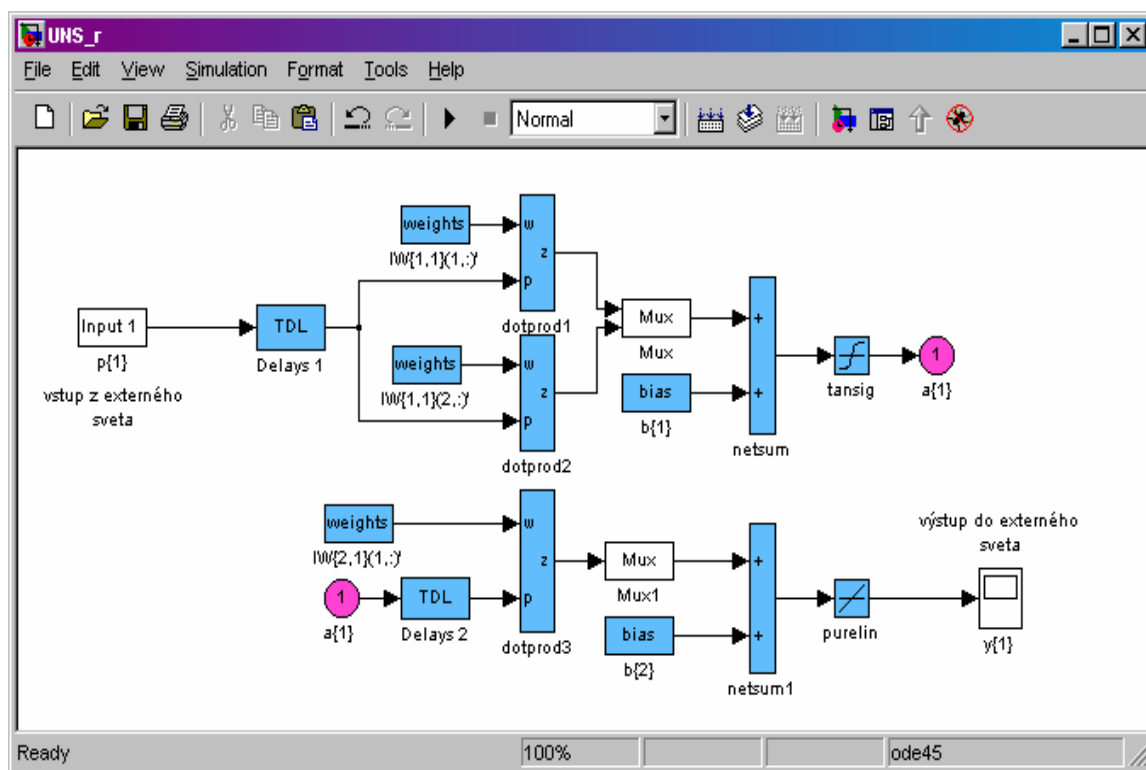 UNS_r
File Edit View Simulation Format Tools Help
Normal
weights
IW{1,1}(1,:)'
w
z
p
dotprod1
Input 1
p{1}
vstup z externého
sveta
TDL
Delays 1
weights
IW{1,1}(2,:)'
w
z
p
dotprod2
Mux
Mux
bias
b{1}
+
+
netsum
tansig
1
a{1}
weights
IW{2,1}(1,:)'
1
a{1}
TDL
Delays 2
w
z
p
dotprod3
Mux
Mux1
bias
b{2}
+
+
netsum1
purelin
výstup do externého
sveta
y{1}
Ready 100% ode45